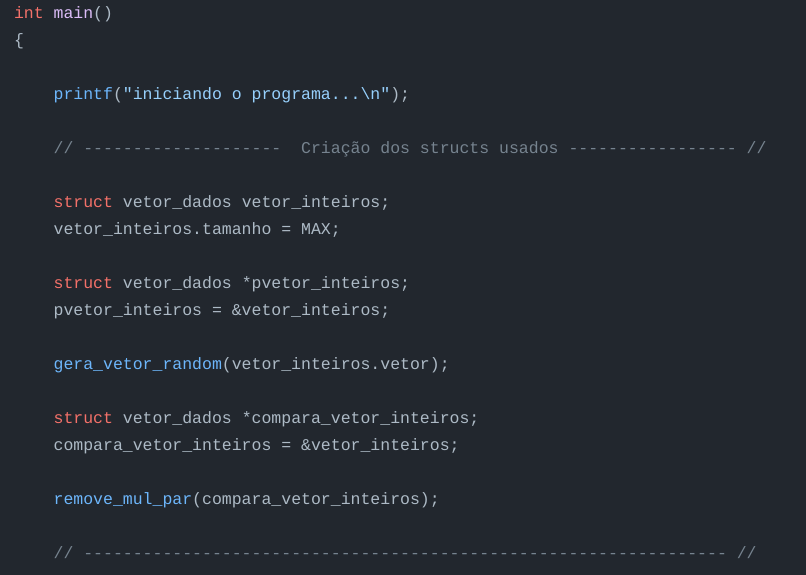 int main()
{
printf("iniciando o programa...\n");
// --------------------  Criação dos structs usados ----------------- //
struct vetor_dados vetor_inteiros;
vetor_inteiros.tamanho = MAX;
struct vetor_dados *pvetor_inteiros;
pvetor_inteiros = &vetor_inteiros;
gera_vetor_random(vetor_inteiros.vetor);
struct vetor_dados *compara_vetor_inteiros;
compara_vetor_inteiros = &vetor_inteiros;
remove_mul_par(compara_vetor_inteiros);
// ----------------------------------------------------------------- //